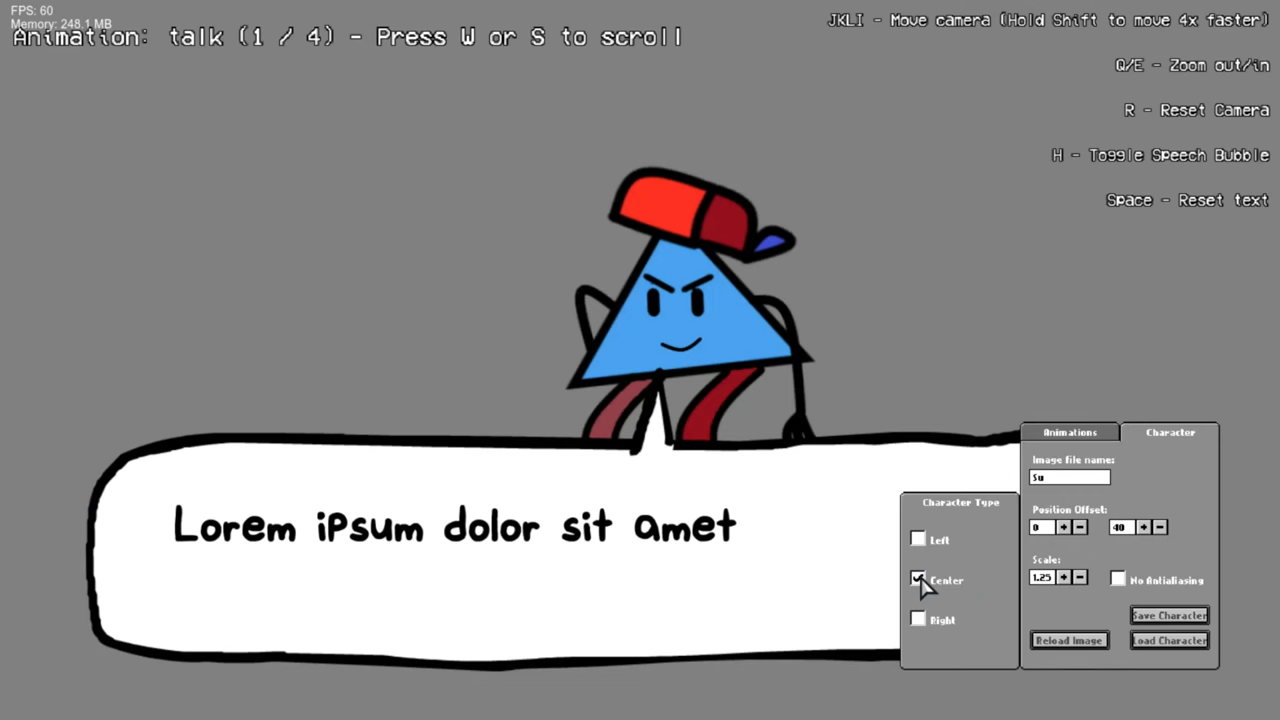 FPS: 60
Memory: 248.1 MB
Animation: talk (1 / 4) - Press W or S to scroll
JKLI - Move camera (Hold Shift to move 4x faster)
Q/E - Zoom out/in
R - Reset Camera
H - Toggle Speech Bubble
Space - Reset text
Lorem ipsum dolor sit amet
Animations
Character
Image file name:
Su
Position Offset:
0 + - 40 + -
Scale:
1.25 + - No Antialiasing
Save Character
Reload Image
Load Character
Character Type
Left
Center
Right